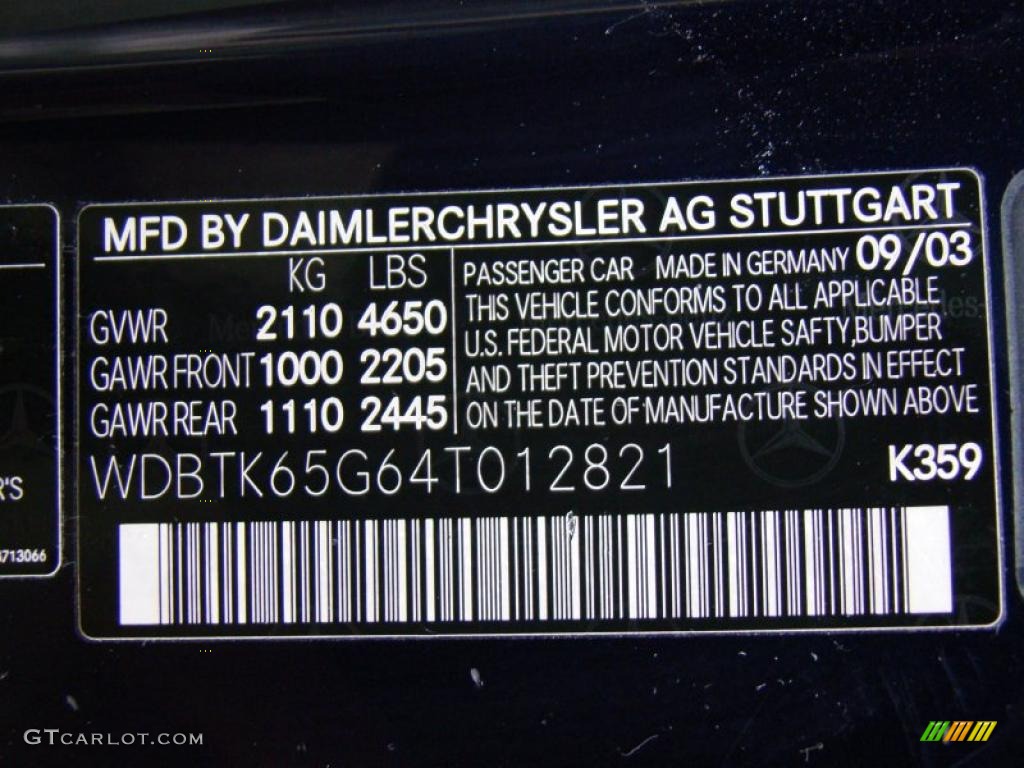 MFD BY DAIMLERCHRYSLER AG STUTTGART
KG LBS
GVWR 2110 4650
GAWR FRONT 1000 2205
GAWR REAR 1110 2445
PASSENGER CAR MADE IN GERMANY 09/03
THIS VEHICLE CONFORMS TO ALL APPLICABLE
U.S. FEDERAL MOTOR VEHICLE SAFTY,BUMPER
AND THEFT PREVENTION STANDARDS IN EFFECT
ON THE DATE OF MANUFACTURE SHOWN ABOVE
WDBTK65G64T012821 K359
R'S
713066
GTCARLOT.COM